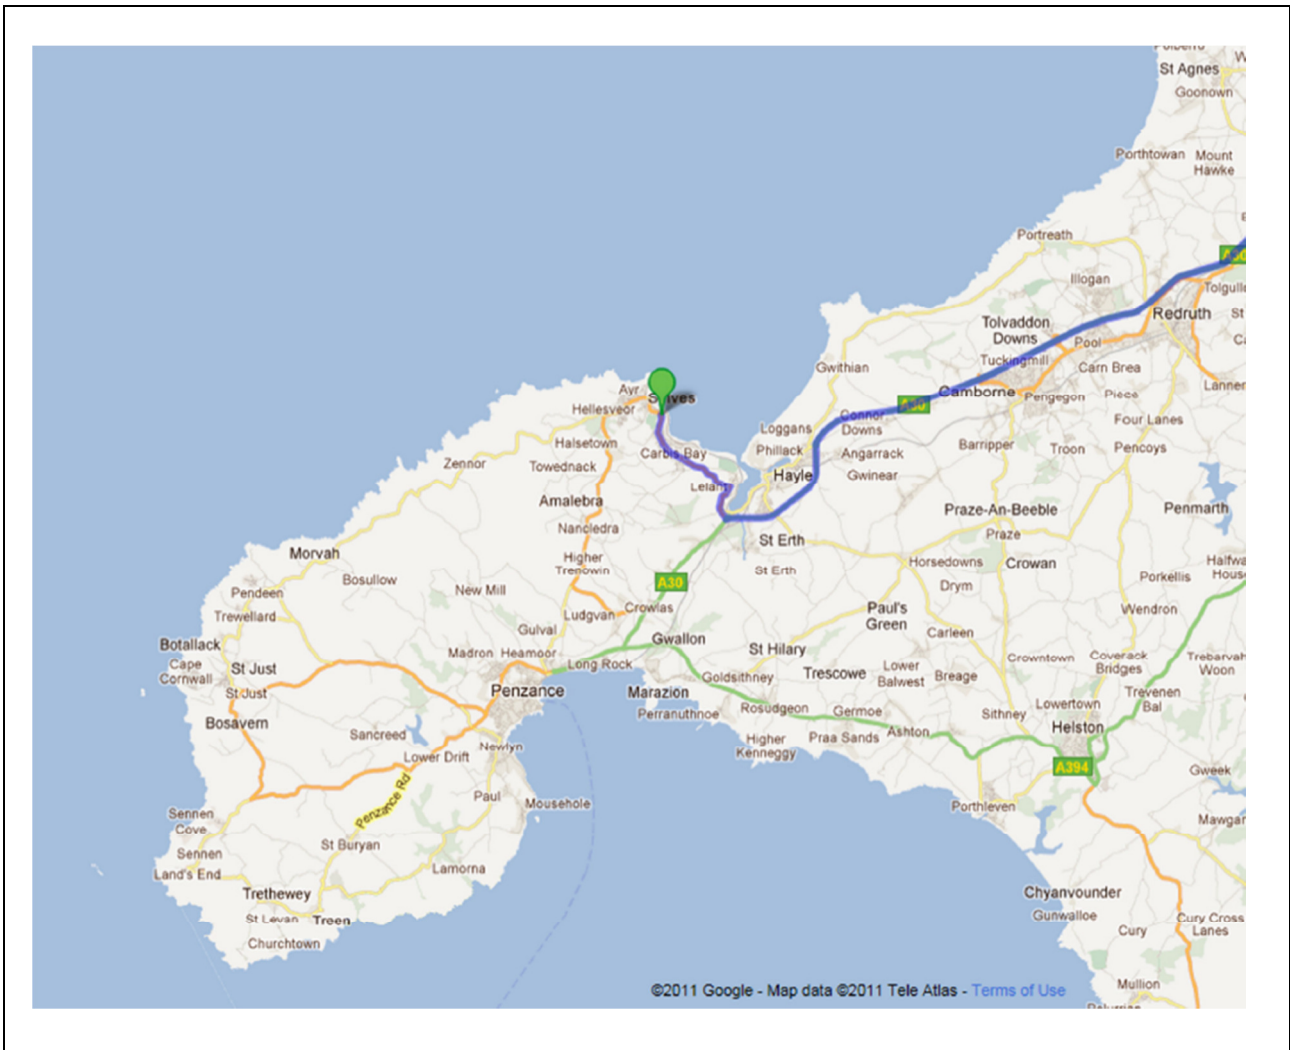 St Agnes
Goonown
Porthtowan
Mount
Hawke
Portreath
A30
Illogan
Redruth
Tolvaddon
Downs
Pool
Tuckingmill
Carn Brea
Gwithian
Ayr
Hellesveor
A30
Camborne
Pengegon
Piece
Connor
Downs
Four Lanes
Loggans
Halsetown
Carbis Bay
Phillack
Angarrack
Barripper
Troon
Pencoys
Zennor
Towednack
Hayle
Gwinear
Amalebra
Praze-An-Beeble
Penmarth
Nancledra
St Erth
Praze
Morvah
Higher
Trenowin
St Erth
Horsedowns
Crowan
Bosullow
A30
Drym
Porkellis
Pendeen
New Mill
Trewellard
Ludgvan
Crowlas
Paul's
Green
Wendron
Gulval
Carleen
Botallack
Madron
Heamoor
Gwallon
St Hilary
Crowntown
Coverack
Bridges
Cape
Cornwall
St Just
Long Rock
Goldsithney
Trescowe
Lower
Balwest
Breage
St Just
Penzance
Marazion
Trevenen
Bal
Perranuthnoe
Rosudgeon
Germoe
Sithney
Lowertown
Bosavern
Sancreed
Helston
Newlyn
Higher
Kenneggy
Praa Sands
Ashton
Lower Drift
A394
Gweek
Penzance Rd
Paul
Mousehole
Porthleven
Sennen
Cove
St Buryan
Sennen
Land's End
Lamorna
Trethewey
Chyanvounder
St Levan
Treen
Gunwalloe
Cury
Cury Cross
Lanes
Churchtown
Mullion
©2011 Google - Map data ©2011 Tele Atlas - Terms of Use